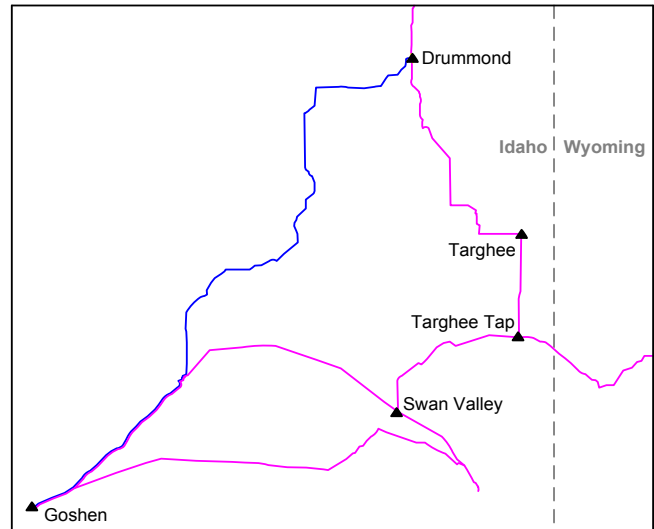 Drummond
Idaho Wyoming
Targhee
Targhee Tap
Swan Valley
Goshen